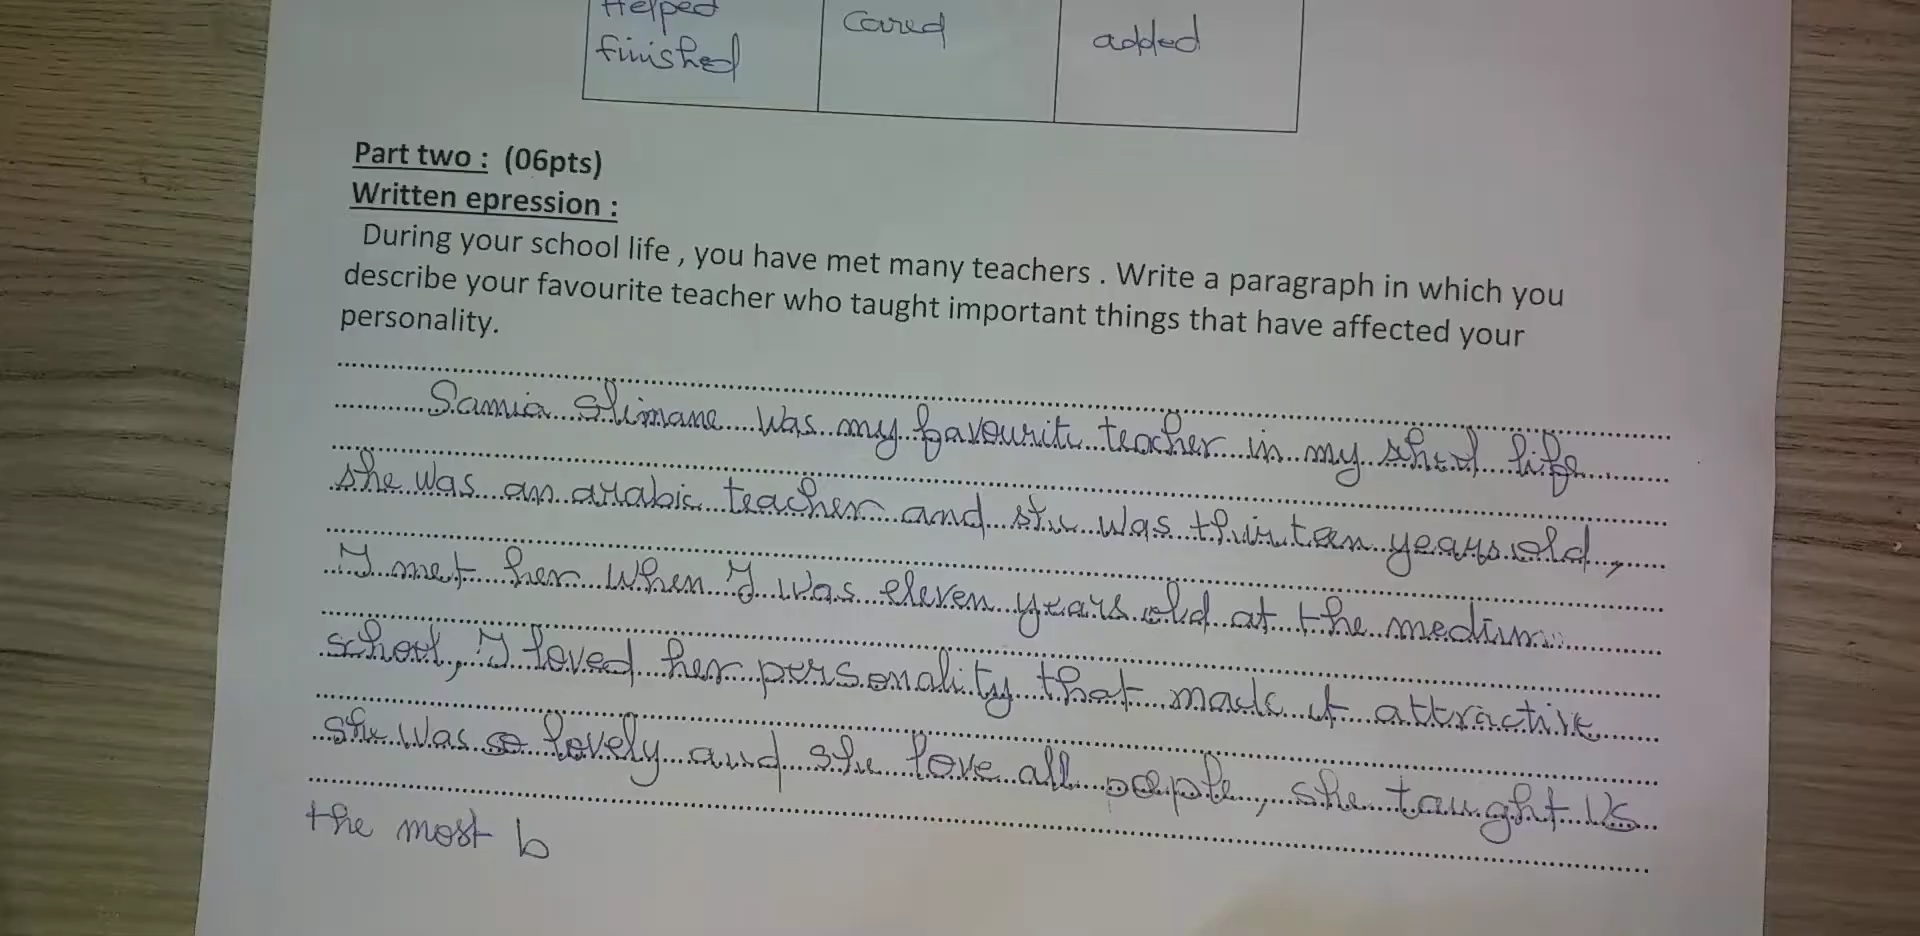 Helped
finished
cared
added
Part two : (06pts)
Written epression :
During your school life , you have met many teachers . Write a paragraph in which you
describe your favourite teacher who taught important things that have affected your
personality.
Samia Slimane was my favourite teacher in my school life
she was an arabic teacher and she was thirteen years old,
I met her when I was eleven years old at the medium
school, I loved her personality that made it attractive
she was so lovely and she love all people, she taught us
the most b